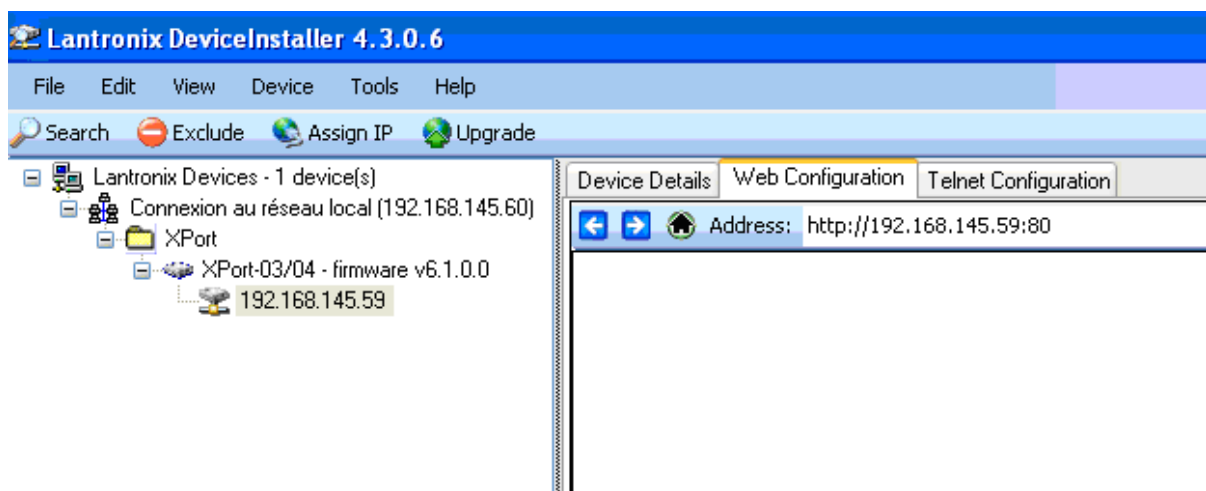 Lantronix DeviceInstaller 4.3.0.6
File Edit View Device Tools Help
Search Exclude Assign IP Upgrade
Lantronix Devices - 1 device(s)
Connexion au réseau local (192.168.145.60)
XPort
XPort-03/04 - firmware v6.1.0.0
192.168.145.59
Device Details Web Configuration Telnet Configuration
Address: http://192.168.145.59:80